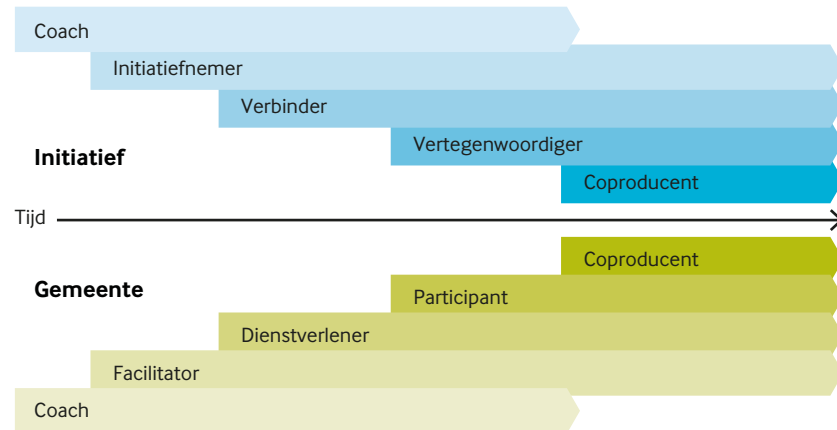 Coach
Initiatiefnemer
Verbinder
Vertegenwoordiger
Initiatief
Coproducent
Tijd
Coproducent
Gemeente
Participant
Dienstverlener
Facilitator
Coach